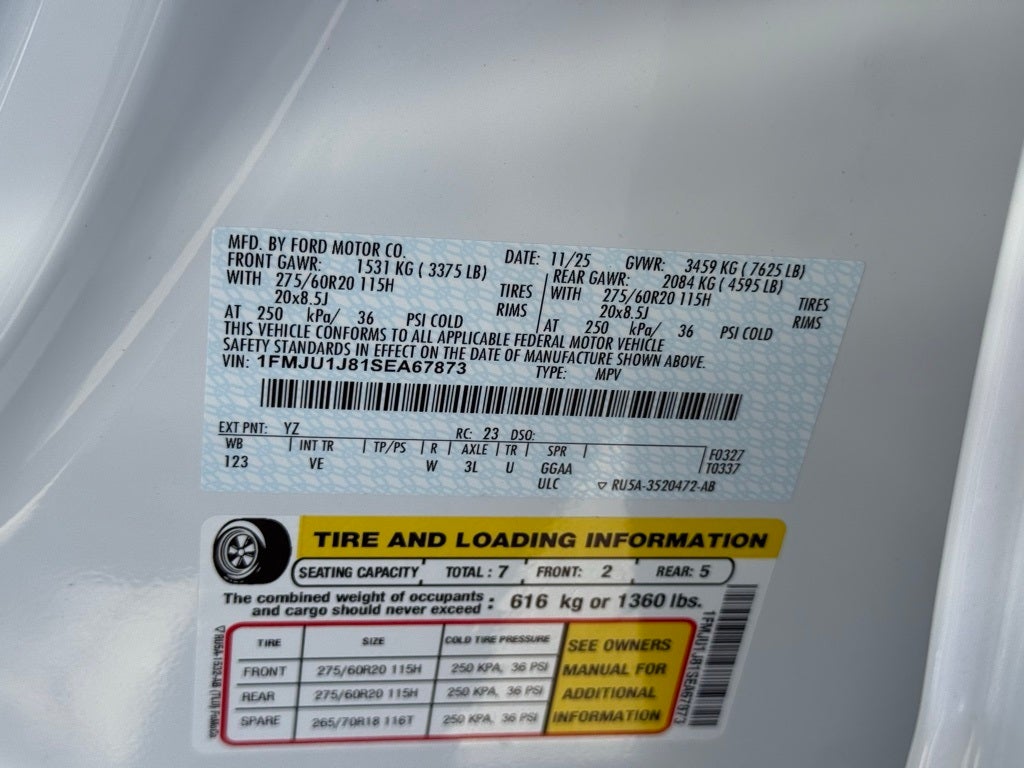 MFD. BY FORD MOTOR CO. DATE: 11/25 GVWR: 3459 KG ( 7625 LB)
FRONT GAWR: 1531 KG ( 3375 LB) REAR GAWR: 2084 KG ( 4595 LB)
WITH 275/60R20 115H TIRES WITH 275/60R20 115H TIRES
20x8.5J RIMS 20x8.5J RIMS
AT 250 kPa/ 36 PSI COLD AT 250 kPa/ 36 PSI COLD
THIS VEHICLE CONFORMS TO ALL APPLICABLE FEDERAL MOTOR VEHICLE
SAFETY STANDARDS IN EFFECT ON THE DATE OF MANUFACTURE SHOWN ABOVE.
VIN: 1FMJU1J81SEA67873 TYPE: MPV
EXT PNT: YZ RC: 23 DSO:
WB INT TR TP/PS R AXLE TR SPR F0327
123 VE W 3L U GGAA T0337
ULC ▽ RU5A-3520472-AB
TIRE AND LOADING INFORMATION
SEATING CAPACITY TOTAL : 7 FRONT: 2 REAR: 5
The combined weight of occupants
and cargo should never exceed : 616 kg or 1360 lbs.
TIRE SIZE COLD TIRE PRESSURE
FRONT 275/60R20 115H 250 KPA, 36 PSI
REAR 275/60R20 115H 250 KPA, 36 PSI
SPARE 265/70R18 116T 250 KPA, 36 PSI
SEE OWNERS
MANUAL FOR
ADDITIONAL
INFORMATION
1FMJU1J81SEA67873